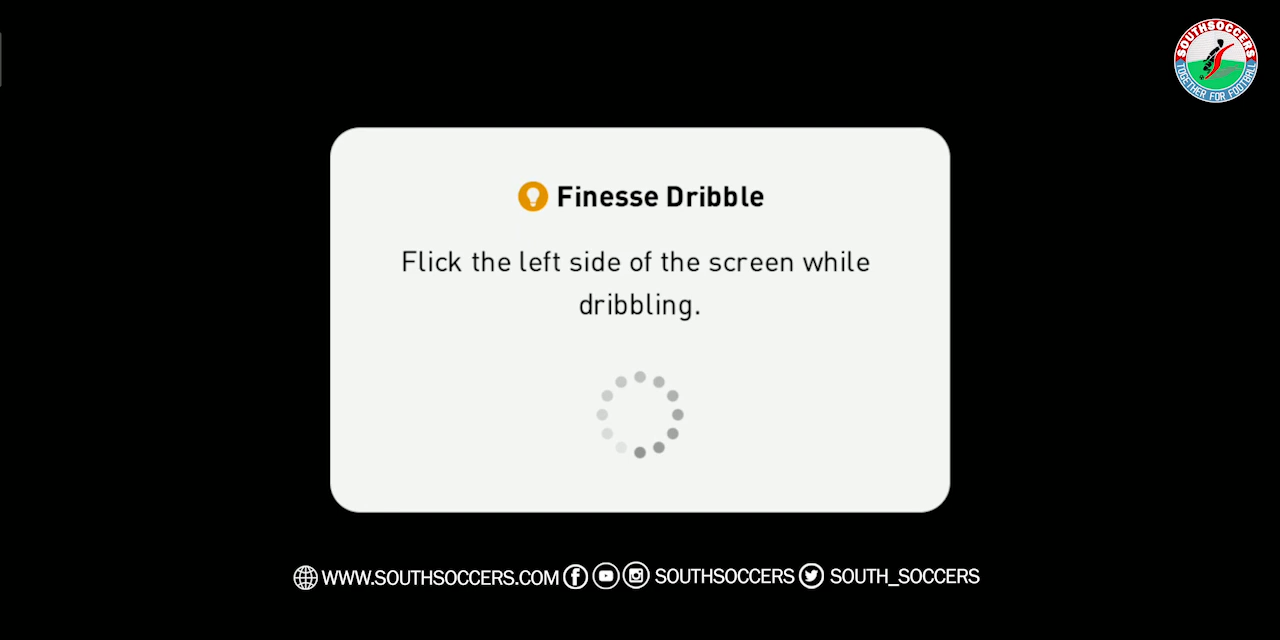 SOUTHSOCCERS
TOGETHER FOR FOOTBALL
Finesse Dribble
Flick the left side of the screen while
dribbling.
WWW.SOUTHSOCCERS.COM SOUTHSOCCERS SOUTH_SOCCERS